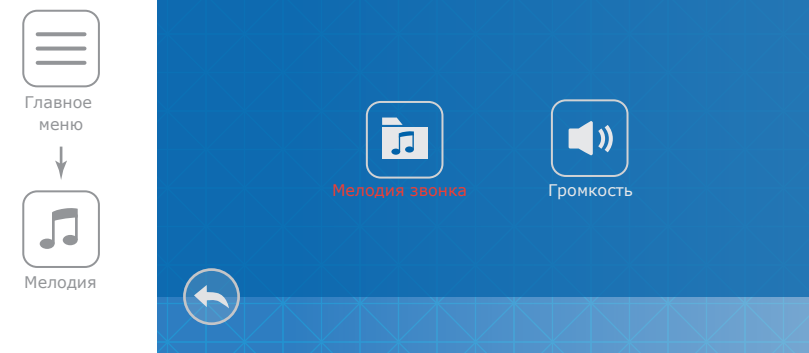 Главное
меню
Мелодия
Мелодия звонка
Громкость